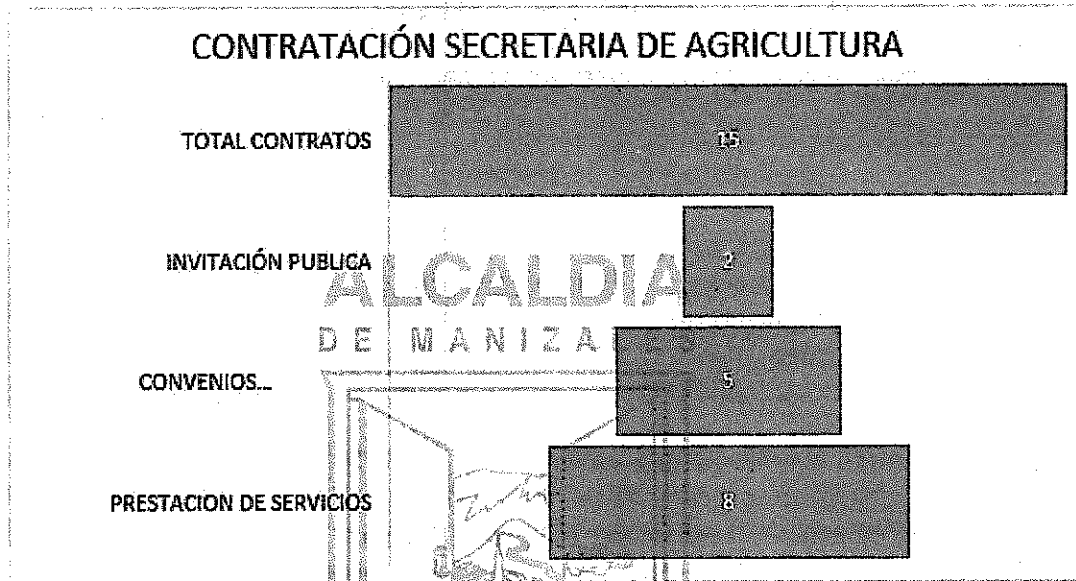 CONTRATACIÓN SECRETARIA DE AGRICULTURA
TOTAL CONTRATOS
15
INVITACIÓN PUBLICA
2
ALCALDIA
DE MANIZA
CONVENIOS...
5
PRESTACION DE SERVICIOS
8